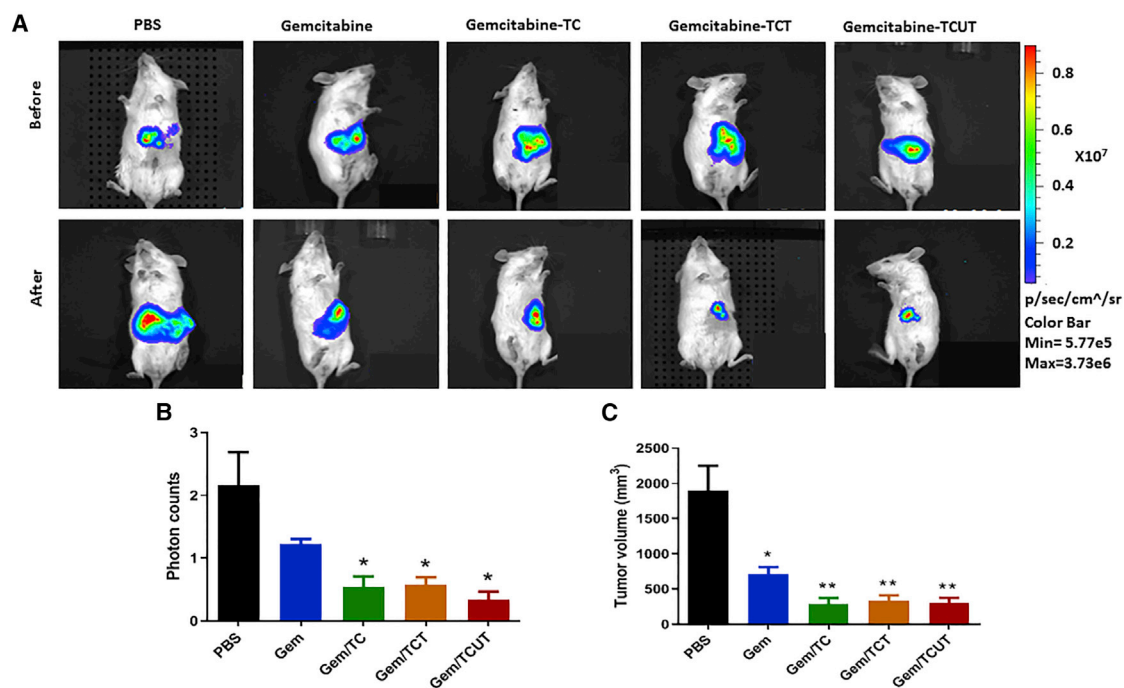 A
PBS
Gemcitabine
Gemcitabine-TC
Gemcitabine-TCT
Gemcitabine-TCUT
Before
After
0.8
0.6
X10⁷
0.4
0.2
p/sec/cm^/sr
Color Bar
Min= 5.77e5
Max=3.73e6
B
Photon counts
3
2
1
0
*
*
*
PBS
Gem
Gem/TC
Gem/TCT
Gem/TCUT
C
Tumor volume (mm³)
2500
2000
1500
1000
500
0
*
**
**
**
PBS
Gem
Gem/TC
Gem/TCT
Gem/TCUT